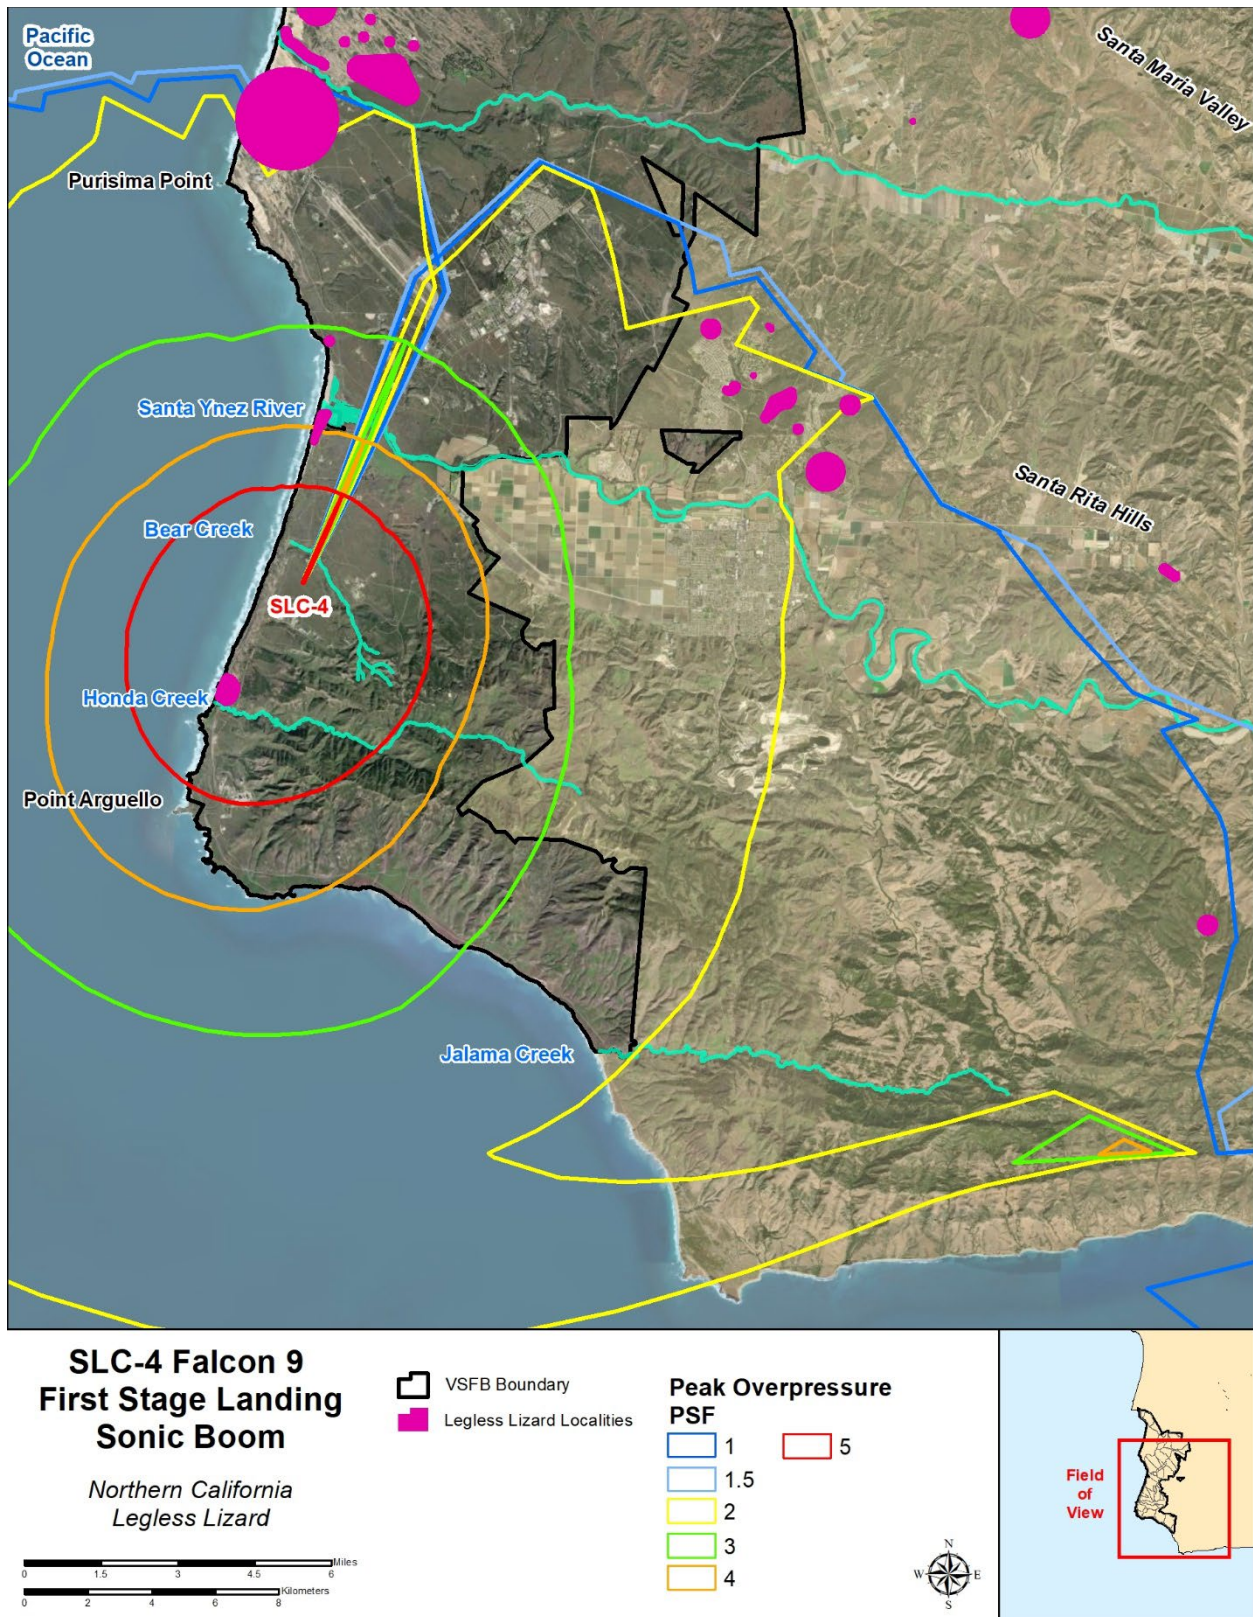 Pacific
Ocean
Santa Maria Valley
Purisima Point
Santa Ynez River
Bear Creek
Santa Rita Hills
SLC-4
Honda Creek
Point Arguello
Jalama Creek
SLC-4 Falcon 9
First Stage Landing
Sonic Boom
Northern California
Legless Lizard
Miles
0 1.5 3 4.5 6
Kilometers
0 2 4 6 8
VSFB Boundary
Legless Lizard Localities
Peak Overpressure
PSF
1 5
1.5
2
3
4
N
W E
S
Field
of
View